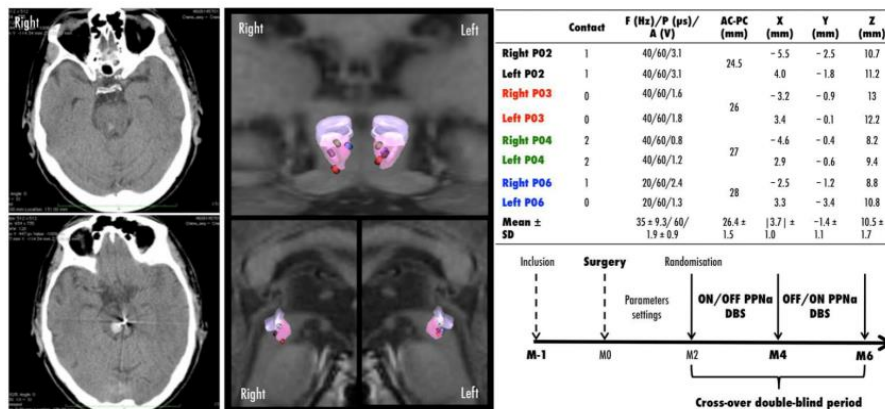 Right
Right
Left
Right
Left
Contact F (Hz)/P (µs)/ A (V) AC-PC (mm) X (mm) Y (mm) Z (mm)
Right P02 1 40/60/3.1 24.5 − 5.5 − 2.5 10.7
Left P02 1 40/60/3.1 4.0 − 1.8 11.2
Right P03 0 40/60/1.6 26 − 3.2 − 0.9 13
Left P03 0 40/60/1.8 3.4 − 0.1 12.2
Right P04 2 40/60/0.8 27 − 4.6 − 0.4 8.2
Left P04 2 40/60/1.2 2.9 − 0.6 9.4
Right P06 1 20/60/2.4 28 − 2.5 − 1.2 8.8
Left P06 0 20/60/1.3 3.3 − 3.4 10.8
Mean ± 35 ± 9.3/ 60/ 26.4 ± |3.7| ± −1.4 ± 10.5 ±
SD 1.9 ± 0.9 1.5 1.0 1.1 1.7
Inclusion Surgery Randomisation
Parameters settings
ON/OFF PPNa DBS
OFF/ON PPNa DBS
M-1 M0 M2 M4 M6
Cross-over double-blind period